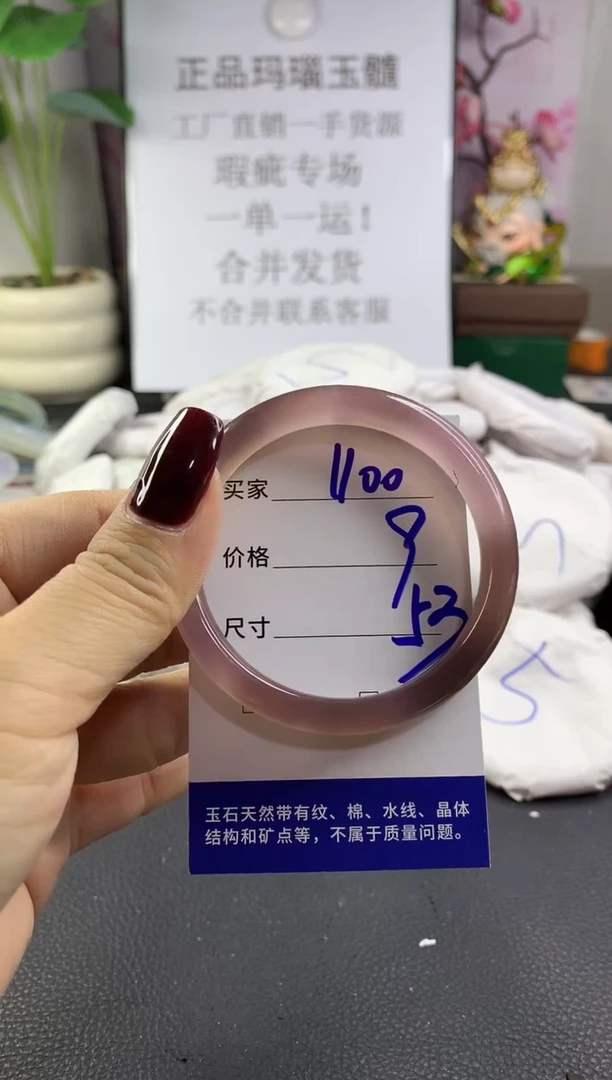 正品玛瑙玉髓
工厂直销一手货源
瑕疵专场
一单一运!
合并发货
不合并联系客服
买家 1100
价格 9
尺寸 53
玉石天然带有纹、棉、水线、晶体
结构和矿点等，不属于质量问题。
5